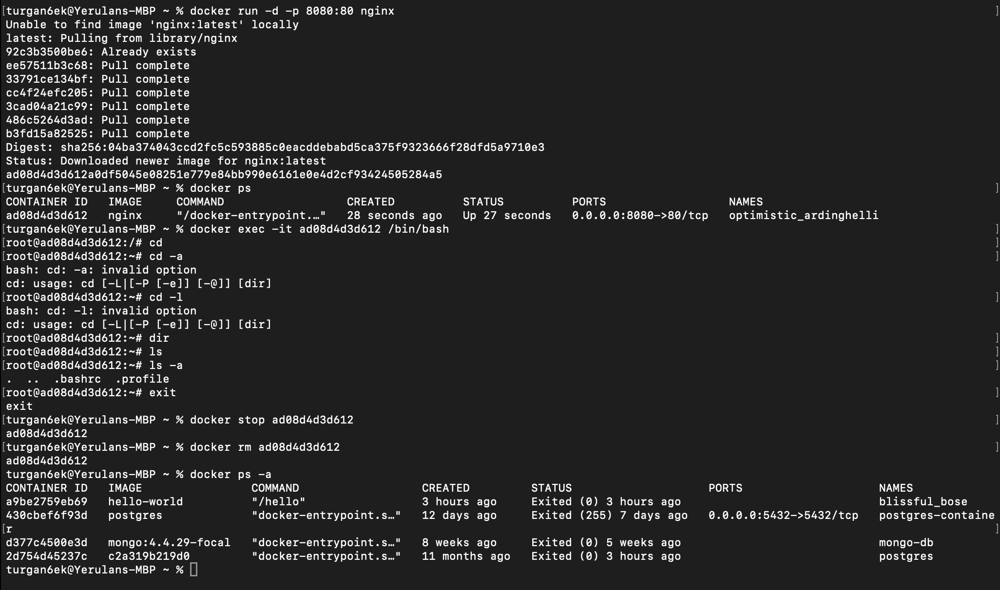 [turgan6ek@Yerulans-MBP ~ % docker run -d -p 8080:80 nginx ]
Unable to find image 'nginx:latest' locally
latest: Pulling from library/nginx
92c3b3500be6: Already exists
ee57511b3c68: Pull complete
33791ce134bf: Pull complete
cc4f24efc205: Pull complete
3cad04a21c99: Pull complete
486c5264d3ad: Pull complete
b3fd15a82525: Pull complete
Digest: sha256:04ba374043ccd2fc5c593885c0eacddebabd5ca375f9323666f28dfd5a9710e3
Status: Downloaded newer image for nginx:latest
ad08d4d3d612a0df5045e08251e779e84bb990e6161e0e4d2cf93424505284a5
[turgan6ek@Yerulans-MBP ~ % docker ps ]
CONTAINER ID   IMAGE     COMMAND                  CREATED          STATUS          PORTS                  NAMES
ad08d4d3d612   nginx     "/docker-entrypoint.…"   28 seconds ago   Up 27 seconds   0.0.0.0:8080->80/tcp   optimistic_ardinghelli
[turgan6ek@Yerulans-MBP ~ % docker exec -it ad08d4d3d612 /bin/bash ]
[root@ad08d4d3d612:/# cd ]
[root@ad08d4d3d612:~# cd -a ]
bash: cd: -a: invalid option
cd: usage: cd [-L|[-P [-e]] [-@]] [dir]
[root@ad08d4d3d612:~# cd -l ]
bash: cd: -l: invalid option
cd: usage: cd [-L|[-P [-e]] [-@]] [dir]
[root@ad08d4d3d612:~# dir ]
[root@ad08d4d3d612:~# ls ]
[root@ad08d4d3d612:~# ls -a ]
.  ..  .bashrc  .profile
[root@ad08d4d3d612:~# exit ]
exit
[turgan6ek@Yerulans-MBP ~ % docker stop ad08d4d3d612 ]
ad08d4d3d612
[turgan6ek@Yerulans-MBP ~ % docker rm ad08d4d3d612 ]
ad08d4d3d612
turgan6ek@Yerulans-MBP ~ % docker ps -a
CONTAINER ID   IMAGE                COMMAND                  CREATED         STATUS                    PORTS                    NAMES
a9be2759eb69   hello-world          "/hello"                 3 hours ago     Exited (0) 3 hours ago                             blissful_bose
430cbef6f93d   postgres             "docker-entrypoint.s…"   12 days ago     Exited (255) 7 days ago   0.0.0.0:5432->5432/tcp   postgres-containe
[r ]
d377c4500e3d   mongo:4.4.29-focal   "docker-entrypoint.s…"   8 weeks ago     Exited (0) 5 weeks ago                             mongo-db
2d754d45237c   c2a319b219d0         "docker-entrypoint.s…"   11 months ago   Exited (0) 3 hours ago                             postgres
turgan6ek@Yerulans-MBP ~ %